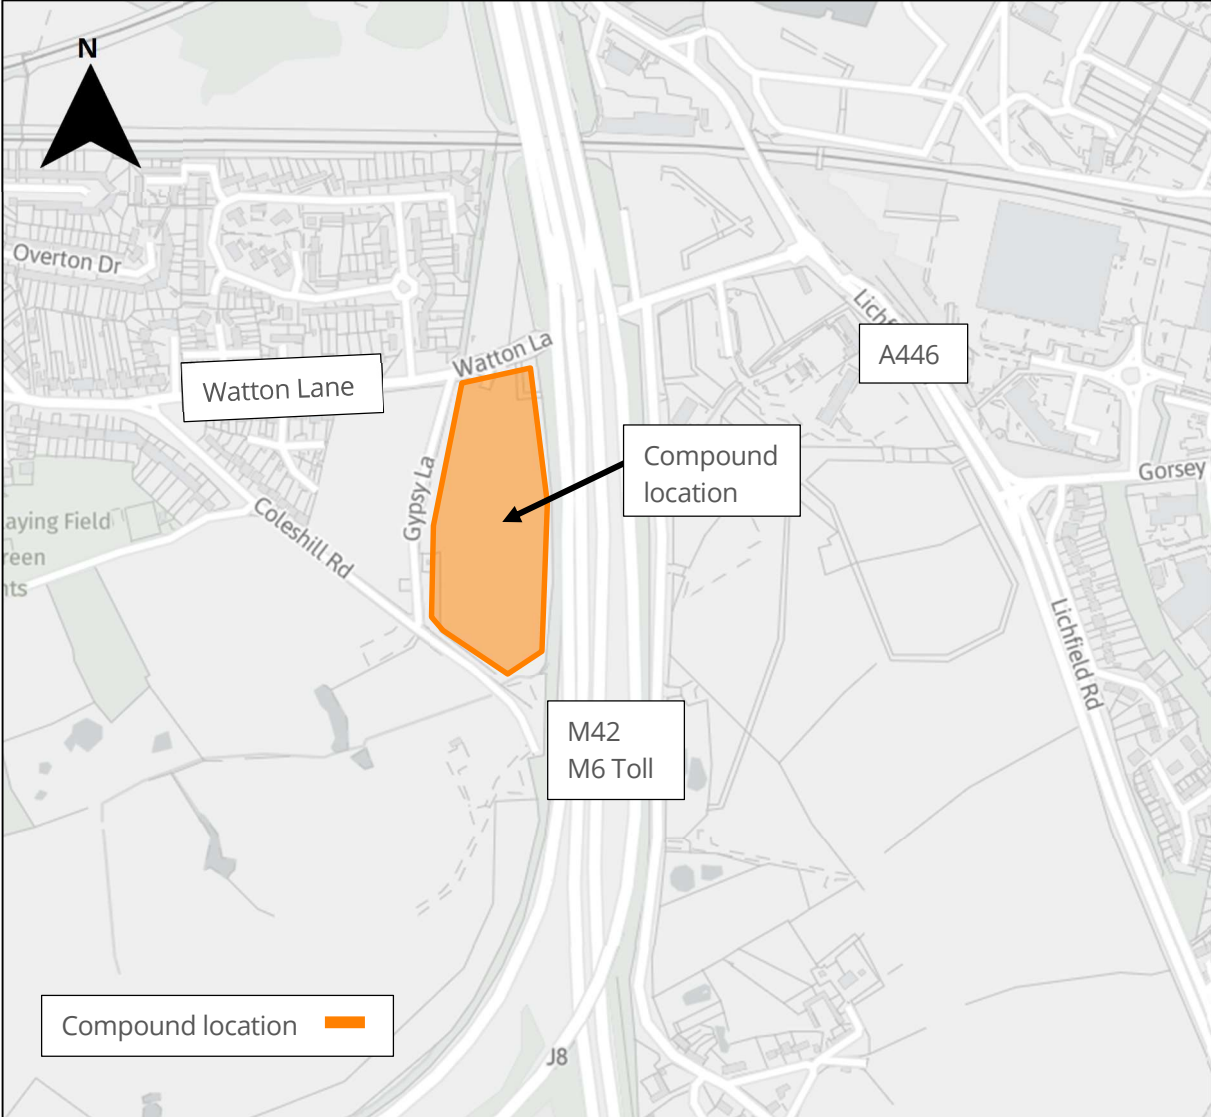 N
Overton Dr
Watton La
Watton Lane
A446
Compound
location
Gypsy La
Gorsey
aying Field
reen
nts
Coleshill Rd
Lichfield Rd
M42
M6 Toll
Compound location
J8